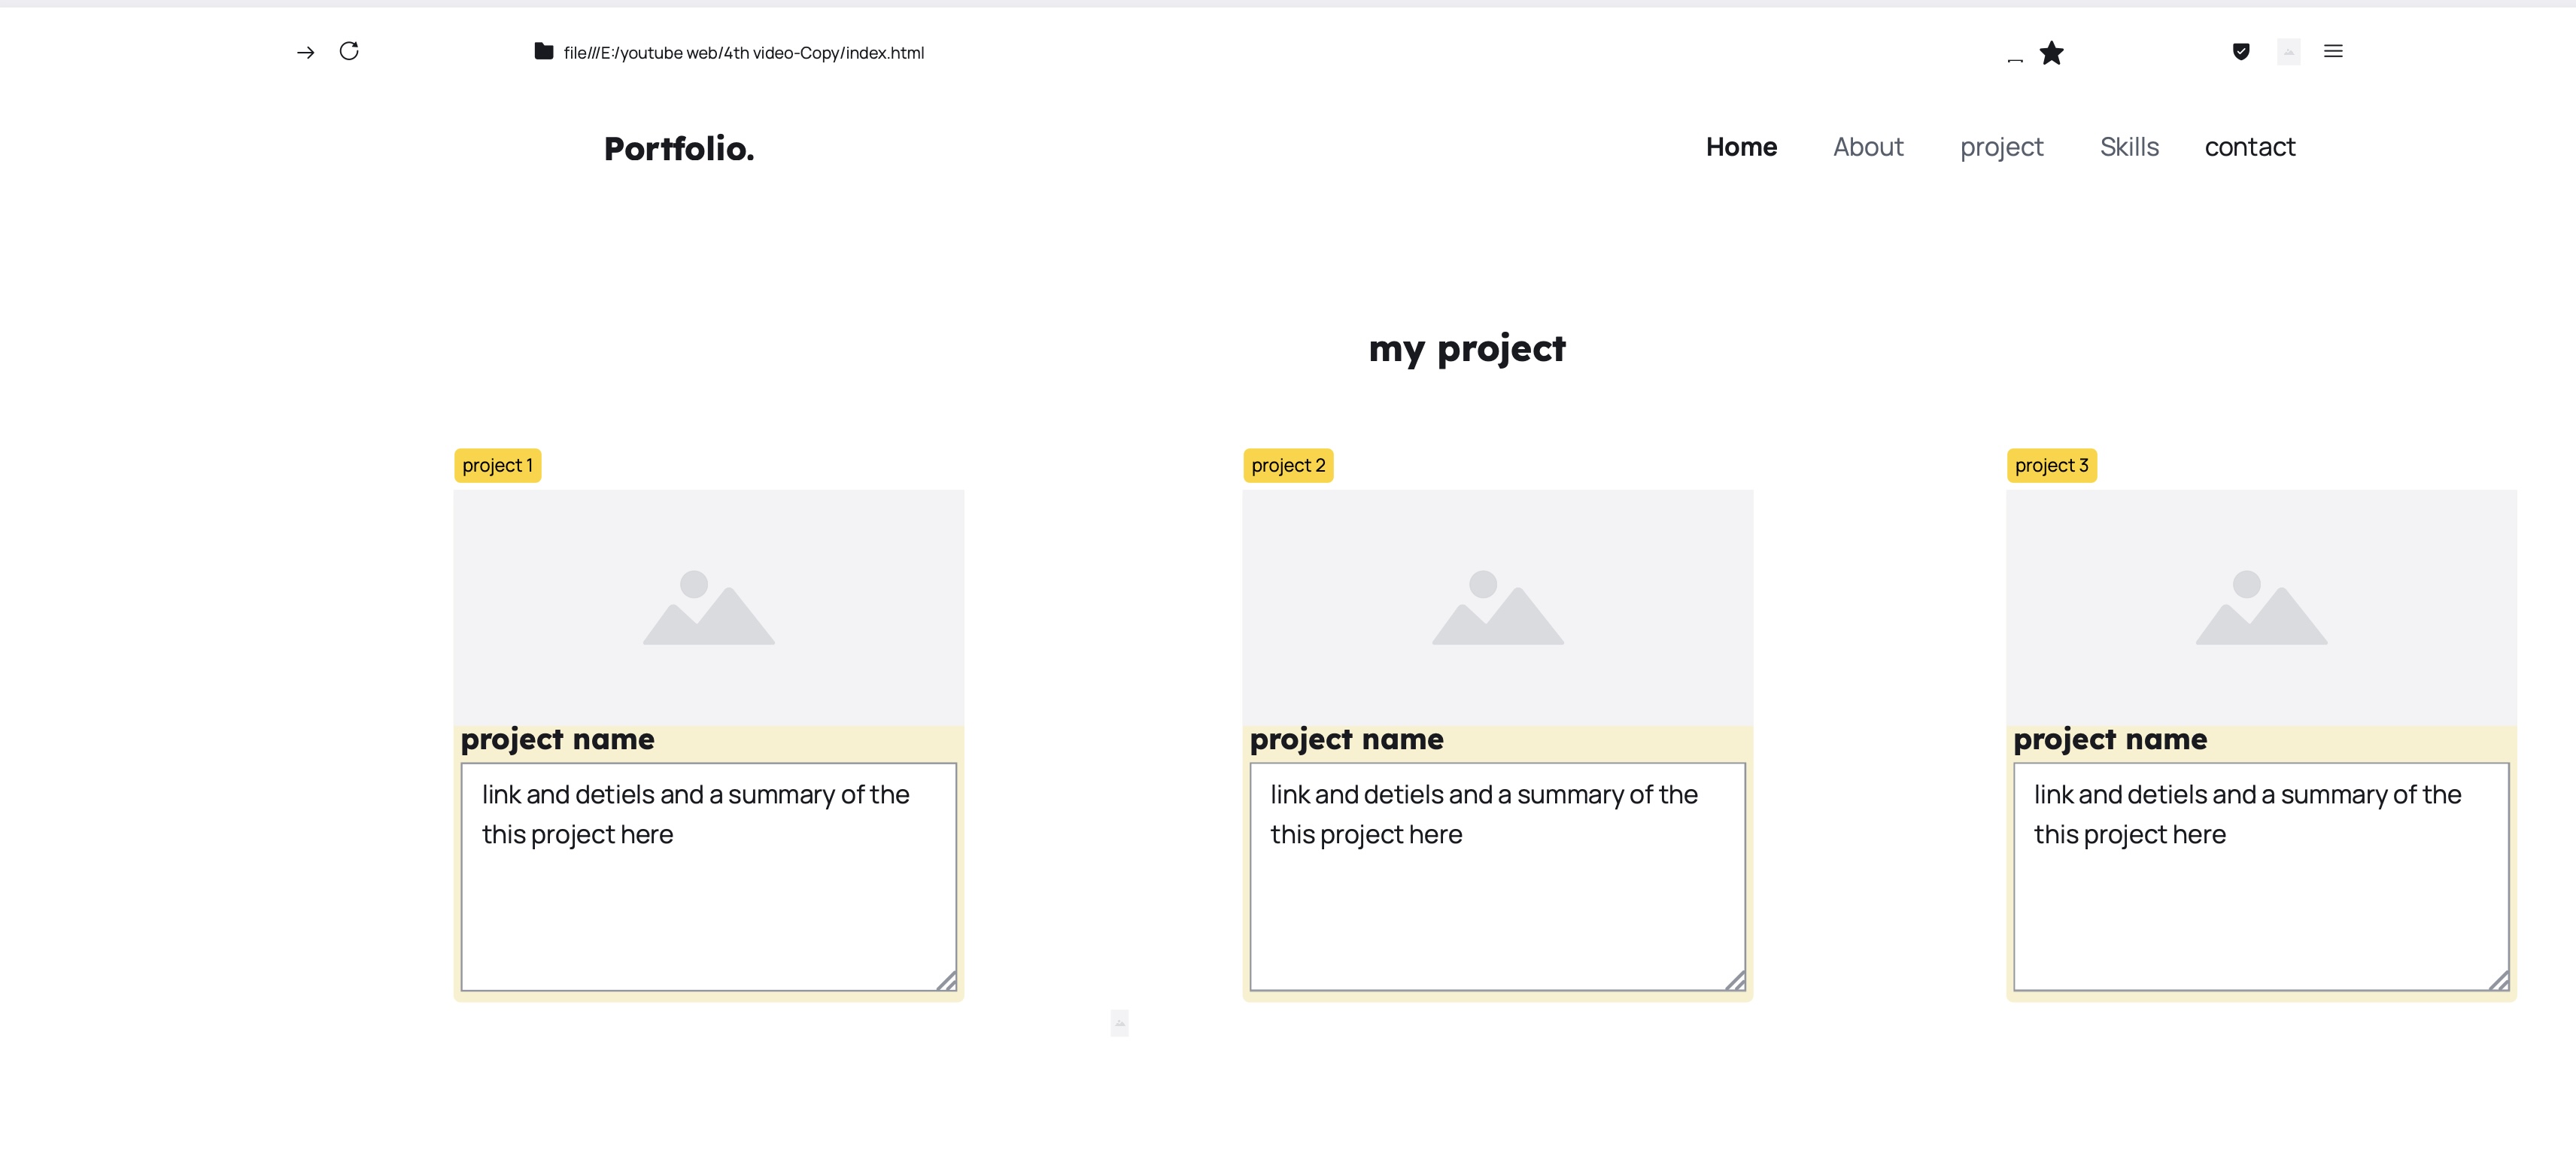 file///E:/youtube web/4th video-Copy/index.html
Portfolio.
Home About project Skills contact
my project
project 1
project 2
project 3
project name
link and detiels and a summary of the
this project here
project name
link and detiels and a summary of the
this project here
project name
link and detiels and a summary of the
this project here